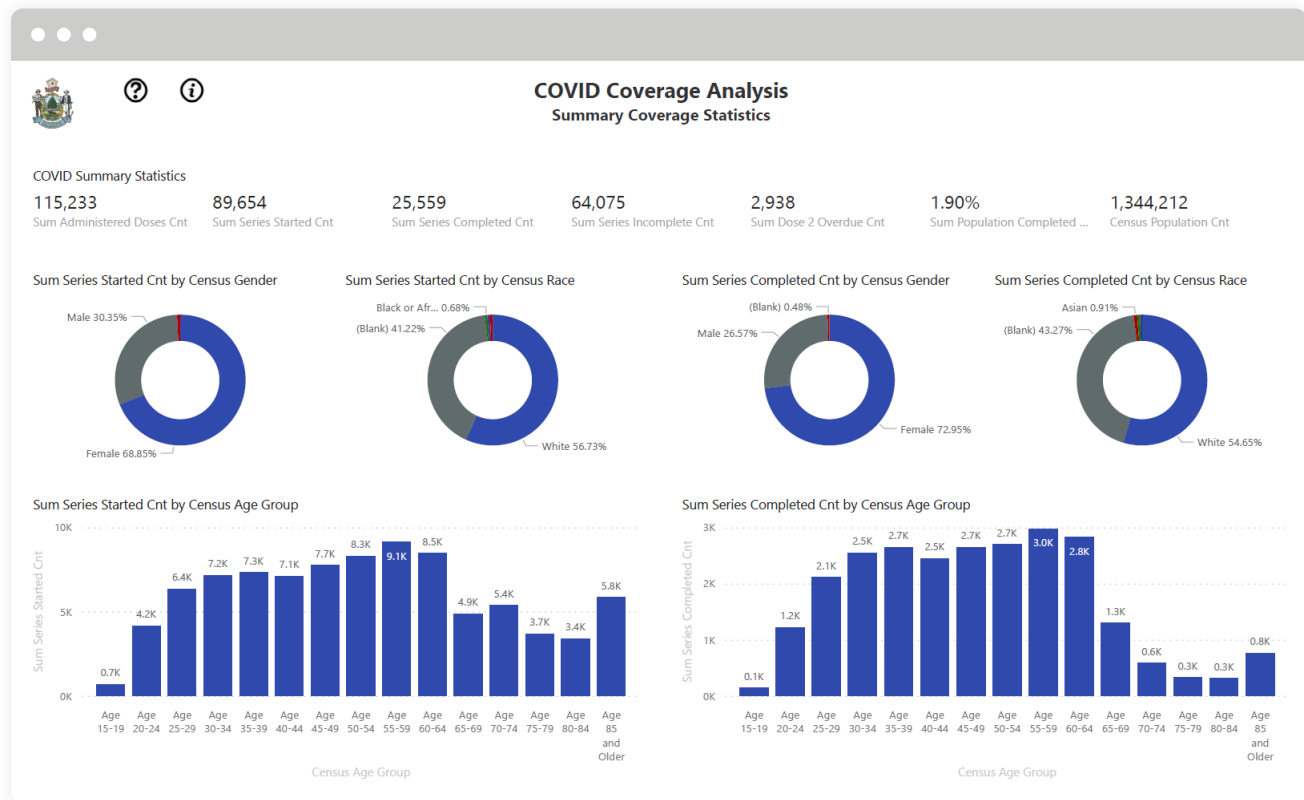 COVID Coverage Analysis
Summary Coverage Statistics
COVID Summary Statistics
115,233
Sum Administered Doses Cnt
89,654
Sum Series Started Cnt
25,559
Sum Series Completed Cnt
64,075
Sum Series Incomplete Cnt
2,938
Sum Dose 2 Overdue Cnt
1.90%
Sum Population Completed ...
1,344,212
Census Population Cnt
Sum Series Started Cnt by Census Gender
Male 30.35%
Female 68.85%
Sum Series Started Cnt by Census Race
Black or Afr... 0.68%
(Blank) 41.22%
White 56.73%
Sum Series Completed Cnt by Census Gender
(Blank) 0.48%
Male 26.57%
Female 72.95%
Sum Series Completed Cnt by Census Race
Asian 0.91%
(Blank) 43.27%
White 54.65%
Sum Series Started Cnt by Census Age Group
Sum Series Started Cnt
10K
5K
0K
0.7K
4.2K
6.4K
7.2K
7.3K
7.1K
7.7K
8.3K
9.1K
8.5K
4.9K
5.4K
3.7K
3.4K
5.8K
Age 15-19
Age 20-24
Age 25-29
Age 30-34
Age 35-39
Age 40-44
Age 45-49
Age 50-54
Age 55-59
Age 60-64
Age 65-69
Age 70-74
Age 75-79
Age 80-84
Age 85 and Older
Census Age Group
Sum Series Completed Cnt by Census Age Group
Sum Series Completed Cnt
3K
2K
1K
0K
0.1K
1.2K
2.1K
2.5K
2.7K
2.5K
2.7K
2.7K
3.0K
2.8K
1.3K
0.6K
0.3K
0.3K
0.8K
Age 15-19
Age 20-24
Age 25-29
Age 30-34
Age 35-39
Age 40-44
Age 45-49
Age 50-54
Age 55-59
Age 60-64
Age 65-69
Age 70-74
Age 75-79
Age 80-84
Age 85 and Older
Census Age Group